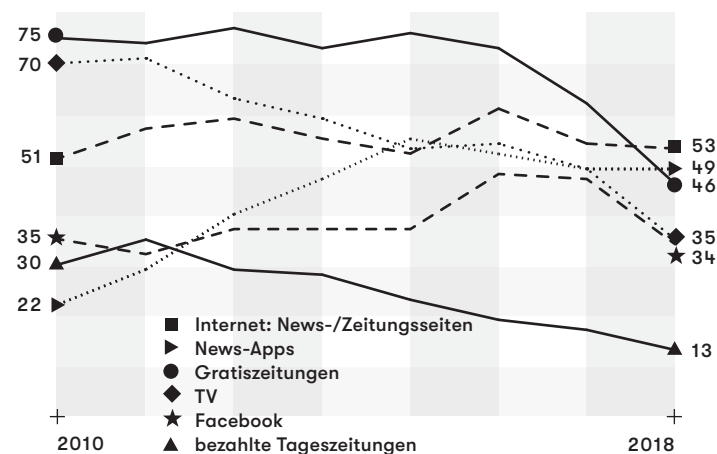 75
70
51
35
30
22
53
49
46
35
34
13
Internet: News-/Zeitungsseiten
News-Apps
Gratiszeitungen
TV
Facebook
bezahlte Tageszeitungen
2010
2018